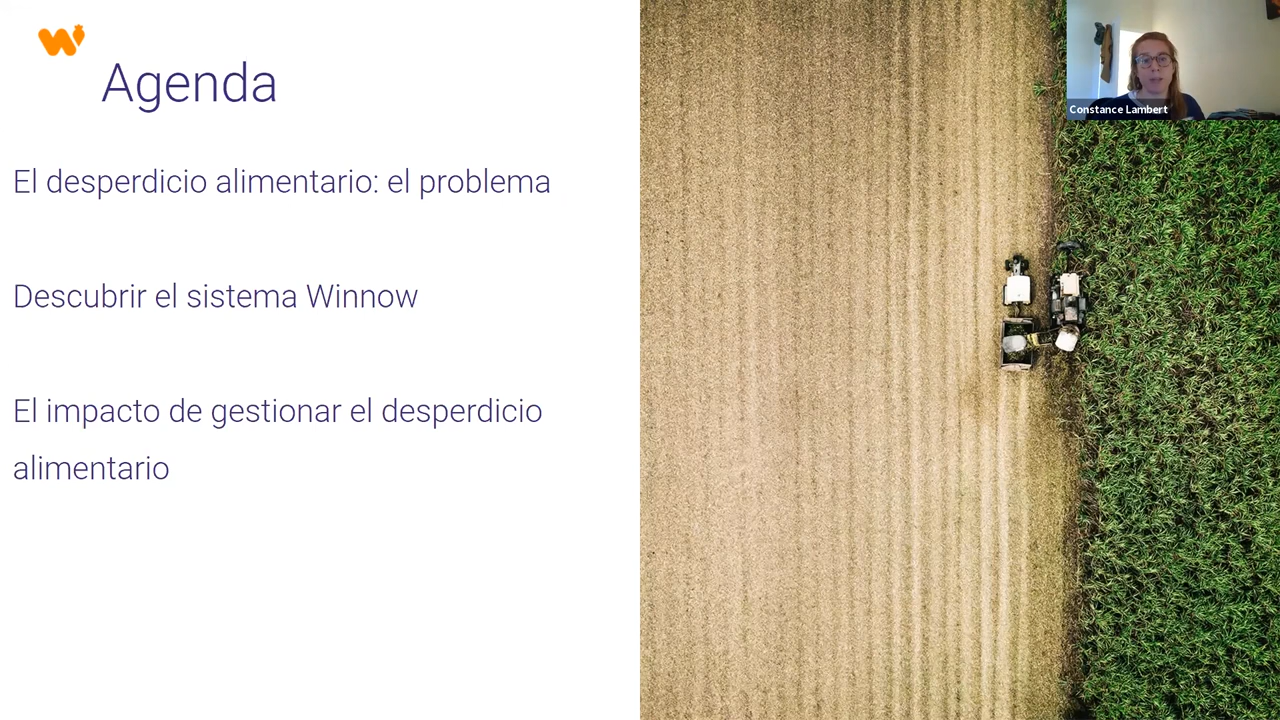 Agenda
El desperdicio alimentario: el problema
Descubrir el sistema Winnow
El impacto de gestionar el desperdicio
alimentario
Constance Lambert